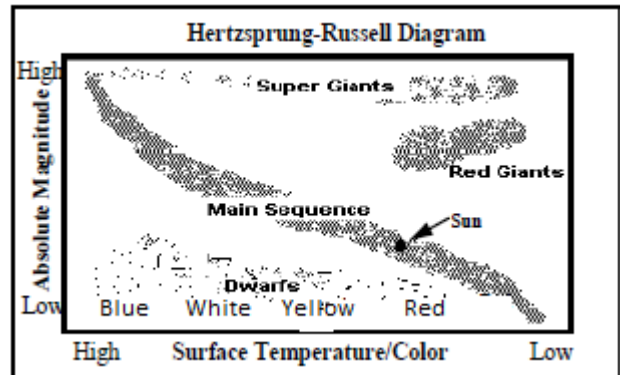 Hertzsprung-Russell Diagram
High
Super Giants
Red Giants
Absolute Magnitude
Main Sequence
Sun
Dwarfs
Low
Blue White Yellow Red
High Surface Temperature/Color Low